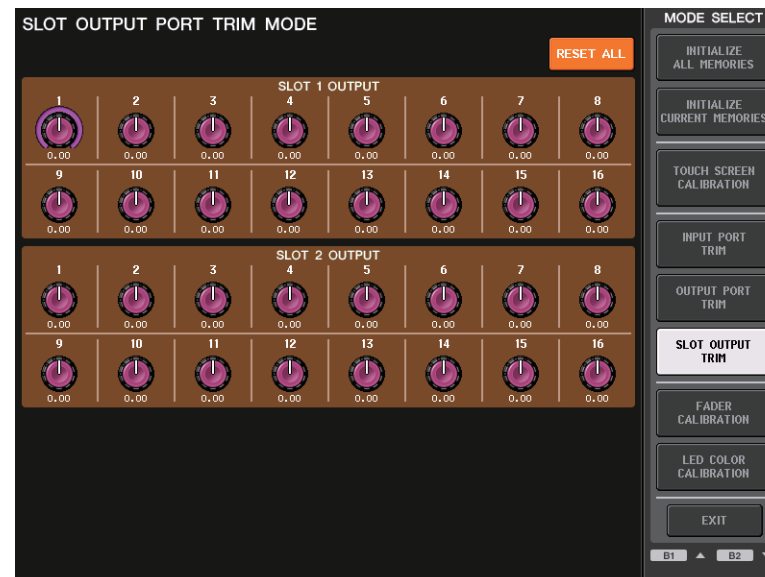 SLOT OUTPUT PORT TRIM MODE
RESET ALL
SLOT 1 OUTPUT
1 2 3 4 5 6 7 8
0.00 0.00 0.00 0.00 0.00 0.00 0.00 0.00
9 10 11 12 13 14 15 16
0.00 0.00 0.00 0.00 0.00 0.00 0.00 0.00
SLOT 2 OUTPUT
1 2 3 4 5 6 7 8
0.00 0.00 0.00 0.00 0.00 0.00 0.00 0.00
9 10 11 12 13 14 15 16
0.00 0.00 0.00 0.00 0.00 0.00 0.00 0.00
MODE SELECT
INITIALIZE
ALL MEMORIES
INITIALIZE
CURRENT MEMORIES
TOUCH SCREEN
CALIBRATION
INPUT PORT
TRIM
OUTPUT PORT
TRIM
SLOT OUTPUT
TRIM
FADER
CALIBRATION
LED COLOR
CALIBRATION
EXIT
B1 B2